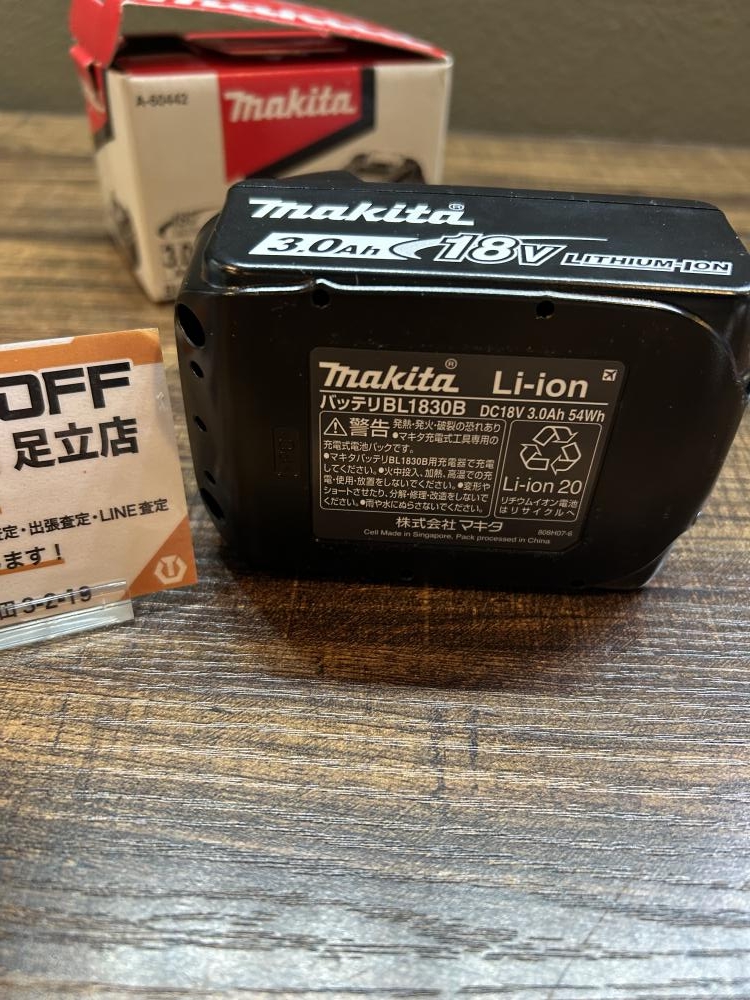 makita
A-60442
makita®
3.0Ah 18V LITHIUM-ION
3.0
makita® Li-ion
バッテリBL1830B DC18V 3.0Ah 54Wh
警告 発熱・発火・破裂の恐れあり
●マキタ充電式工具専用の
充電式電池パックです。
●マキタバッテリBL1830B用充電器で充電
してください。●火中投入、加熱、高温での充
電・使用・放置をしないでください。●変形や
ショートさせたり、分解・修理・改造をしないで
ください。●雨や水にぬらさないでください。
Li-ion 20
リチウムイオン電池
はリサイクルへ
株式会社 マキタ
808H07-6
Cell Made in Singapore, Pack processed in China
OFF
足立店
査定・出張査定・LINE査定
ます！
3-2-19